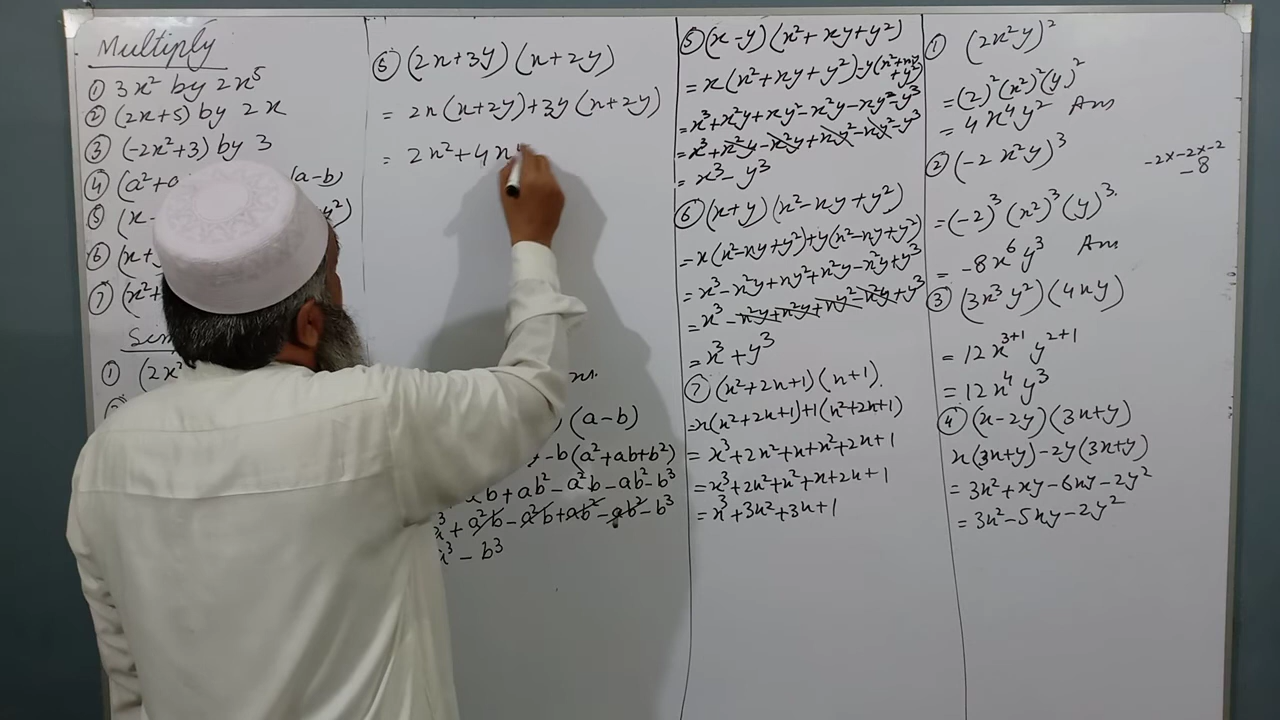 Multiply
① 3x² by 2x⁵
② (2x+5) by 2x
③ (-2x²+3) by 3
④ (a²+a (a-b)
⑤ (x- y²)
⑥ (x+y
⑦ (x²+
① (2x²
⑤ (2x+3y) (x+2y)
= 2x(x+2y)+3y(x+2y)
= 2x²+4x
(a-b)
-b(a²+ab+b²)
ab+ab²-a²b-ab²-b³
³+a²b-a²b+ab²-ab²-b³
³-b³
⑤ (x-y) (x²+xy+y²)
= x(x²+xy+y²)-y(x²+xy
+y²)
= x³+x²y+xy²-x²y-xy²-y³
= x³+x²y-x²y+xy²-xy²-y³
= x³-y³
⑥ (x+y) (x²-xy+y²)
= x(x²-xy+y²)+y(x²-xy+y²)
= x³-x²y+xy²+x²y-x²y+y³
= x³-x²y+x²y+xy²-x²y+y³
= x³+y³
⑦ (x²+2x+1) (x+1)
= x(x²+2x+1)+1(x²+2x+1)
= x³+2x²+x+x²+2x+1
= x³+2x²+x²+x+2x+1
= x³+3x²+3x+1
① (2x²y)²
= (2)²(x²)²(y)²
= 4x⁴y² Ans
② (-2x²y)³
-2x-2x-2
-8
= (-2)³ (x²)³ (y)³
= -8x⁶y³ Ans
③ (3x³y²) (4xy)
= 12x³⁺¹ y²⁺¹
= 12x⁴y³
④ (x-2y) (3x+y)
x(3x+y)-2y(3x+y)
= 3x²+xy-6xy-2y²
= 3x²-5xy-2y²